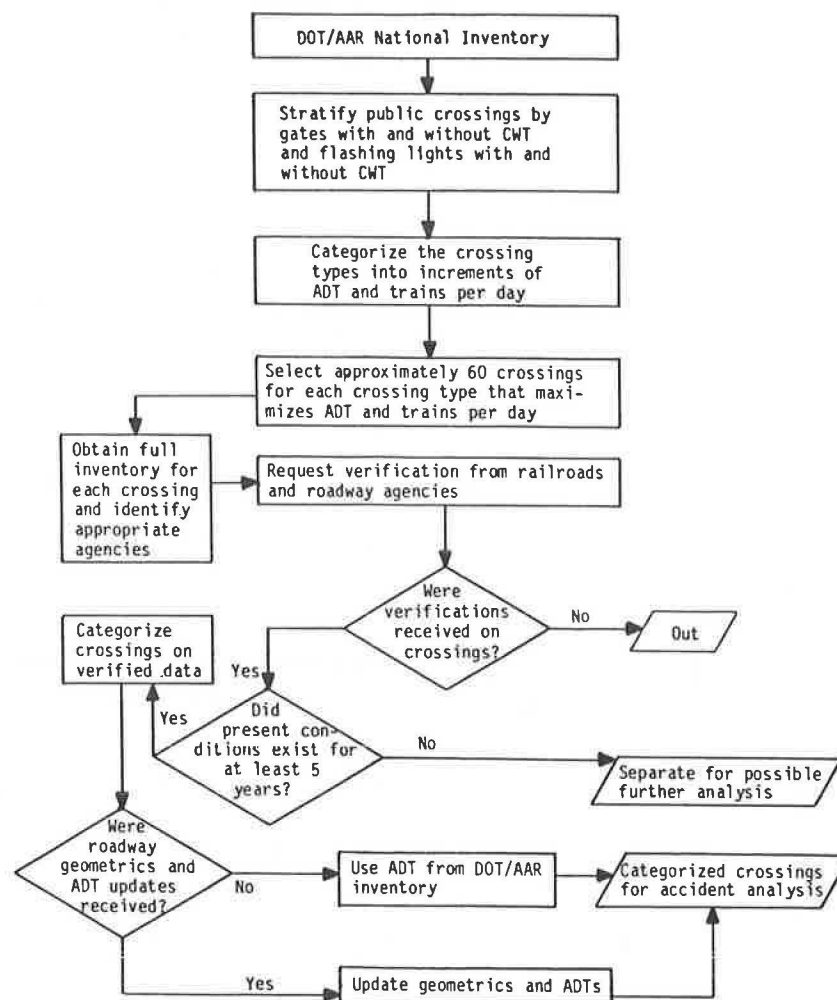 DOT/AAR National Inventory
Stratify public crossings by
gates with and without CWT
and flashing lights with and
without CWT
Categorize the crossing
types into increments of
ADT and trains per day
Select approximately 60 crossings
for each crossing type that maxi-
mizes ADT and trains per day
Obtain full
inventory for
each crossing
and identify
appropriate
agencies
Request verification from railroads
and roadway agencies
Were
verifications
received on
crossings?
No
Out
Yes
Categorize
crossings on
verified .data
Yes
Did
present con-
ditions exist for
at least 5
years?
No
Separate for possible
further analysis
Were
roadway
geometrics and
ADT updates
received?
No
Use ADT from DOT/AAR
inventory
Categorized crossings
for accident analysis
Yes
Update geometrics and ADTs